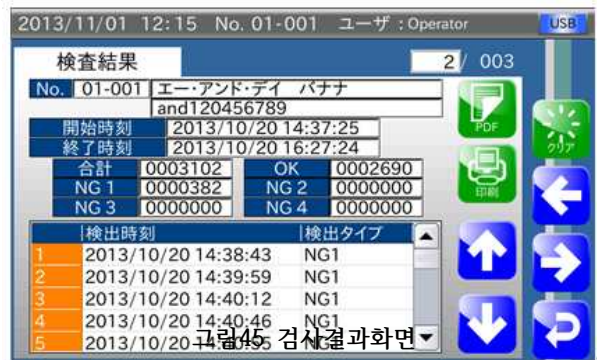 2013/11/01 12:15 No. 01-001 ユーザ :Operator USB
検査結果 2/ 003
No. 01-001 エー・アンド・デイ バナナ
and120456789
開始時刻 2013/10/20 14:37:25
終了時刻 2013/10/20 16:27:24
合計 0003102 OK 0002690
NG 1 0000382 NG 2 0000000
NG 3 0000000 NG 4 0000000
PDF
印刷
クリア
検出時刻 検出タイプ
1 2013/10/20 14:38:43 NG1
2 2013/10/20 14:39:59 NG1
3 2013/10/20 14:40:12 NG1
4 2013/10/20 14:40:46 NG1
5 2013/10/20
그림45 검사결과화면